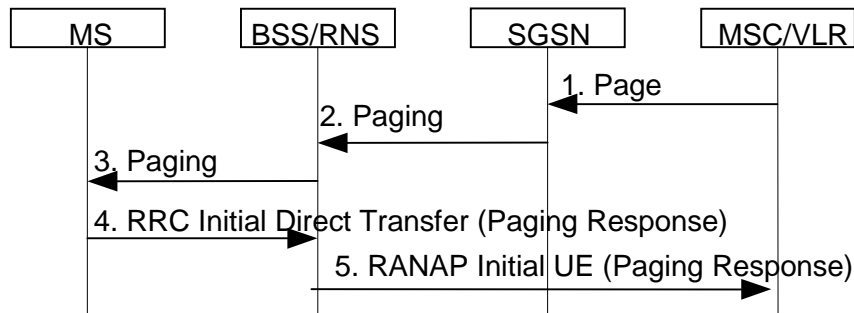 MS
BSS/RNS
SGSN
MSC/VLR
1. Page
2. Paging
3. Paging
4. RRC Initial Direct Transfer (Paging Response)
5. RANAP Initial UE (Paging Response)